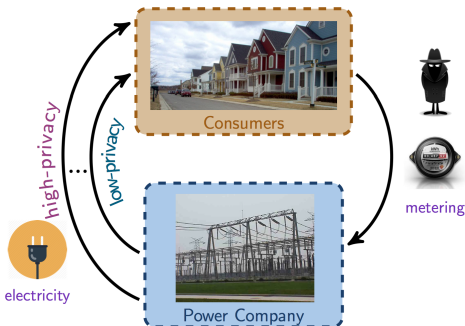 Consumers
high-privacy
...
low-privacy
metering
electricity
Power Company